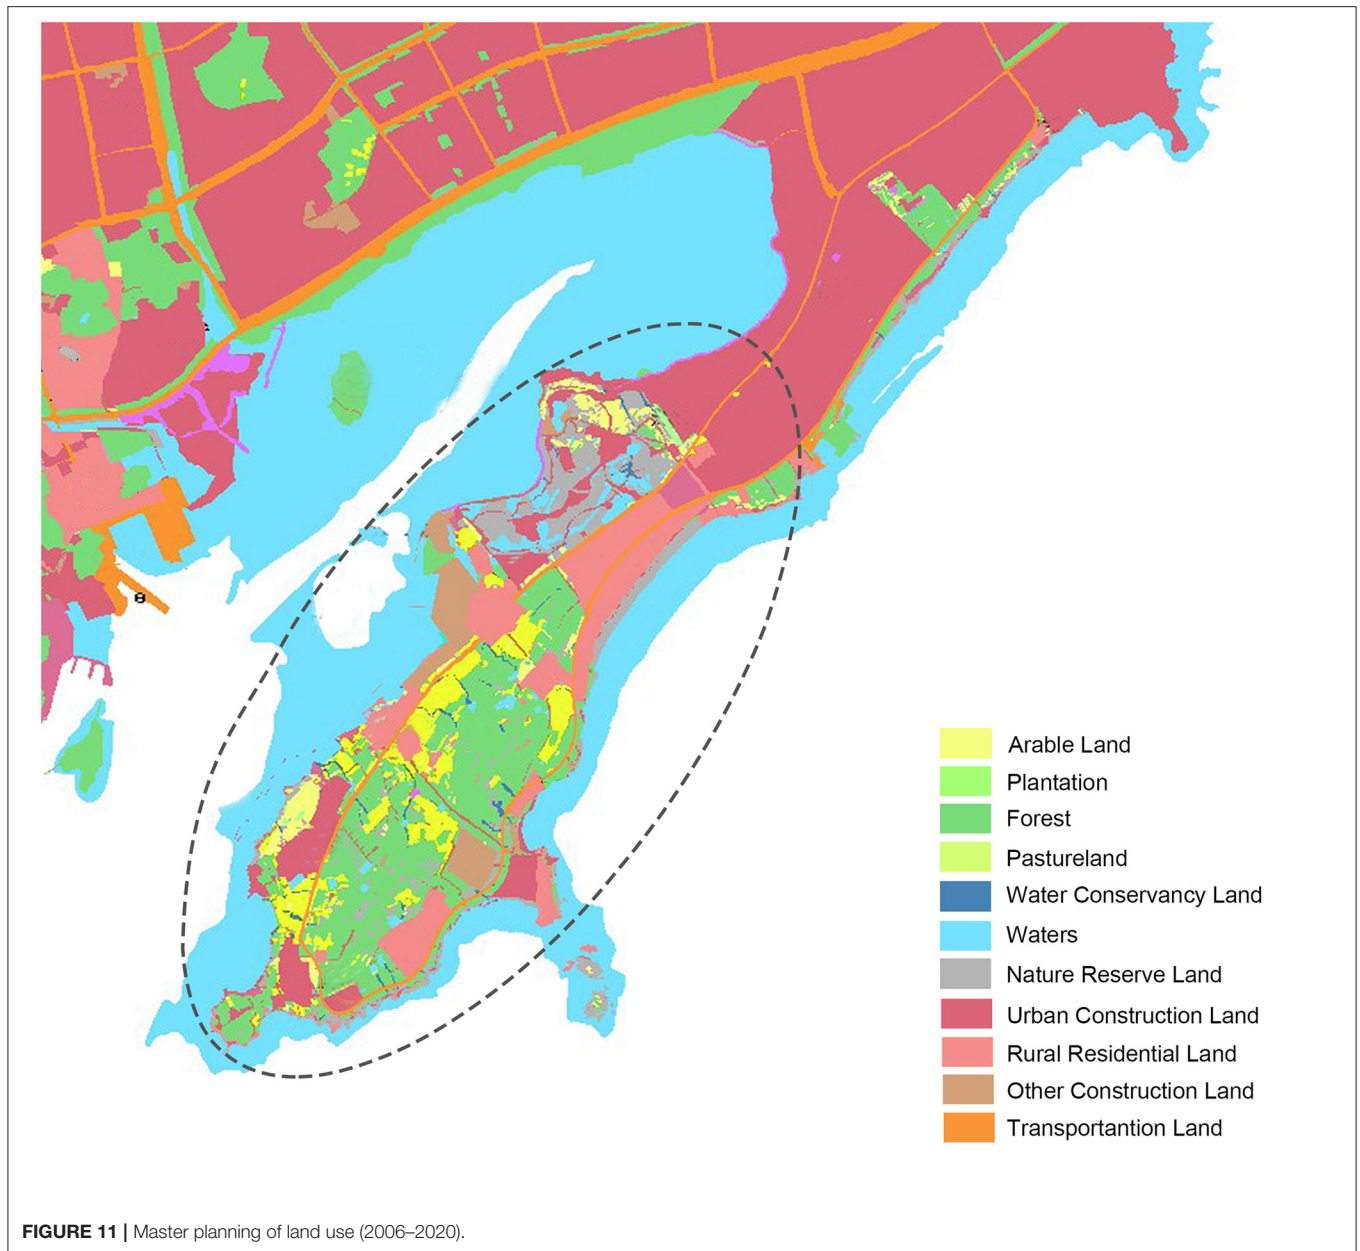 Arable Land
Plantation
Forest
Pastureland
Water Conservancy Land
Waters
Nature Reserve Land
Urban Construction Land
Rural Residential Land
Other Construction Land
Transportantion Land
FIGURE 11 | Master planning of land use (2006–2020).